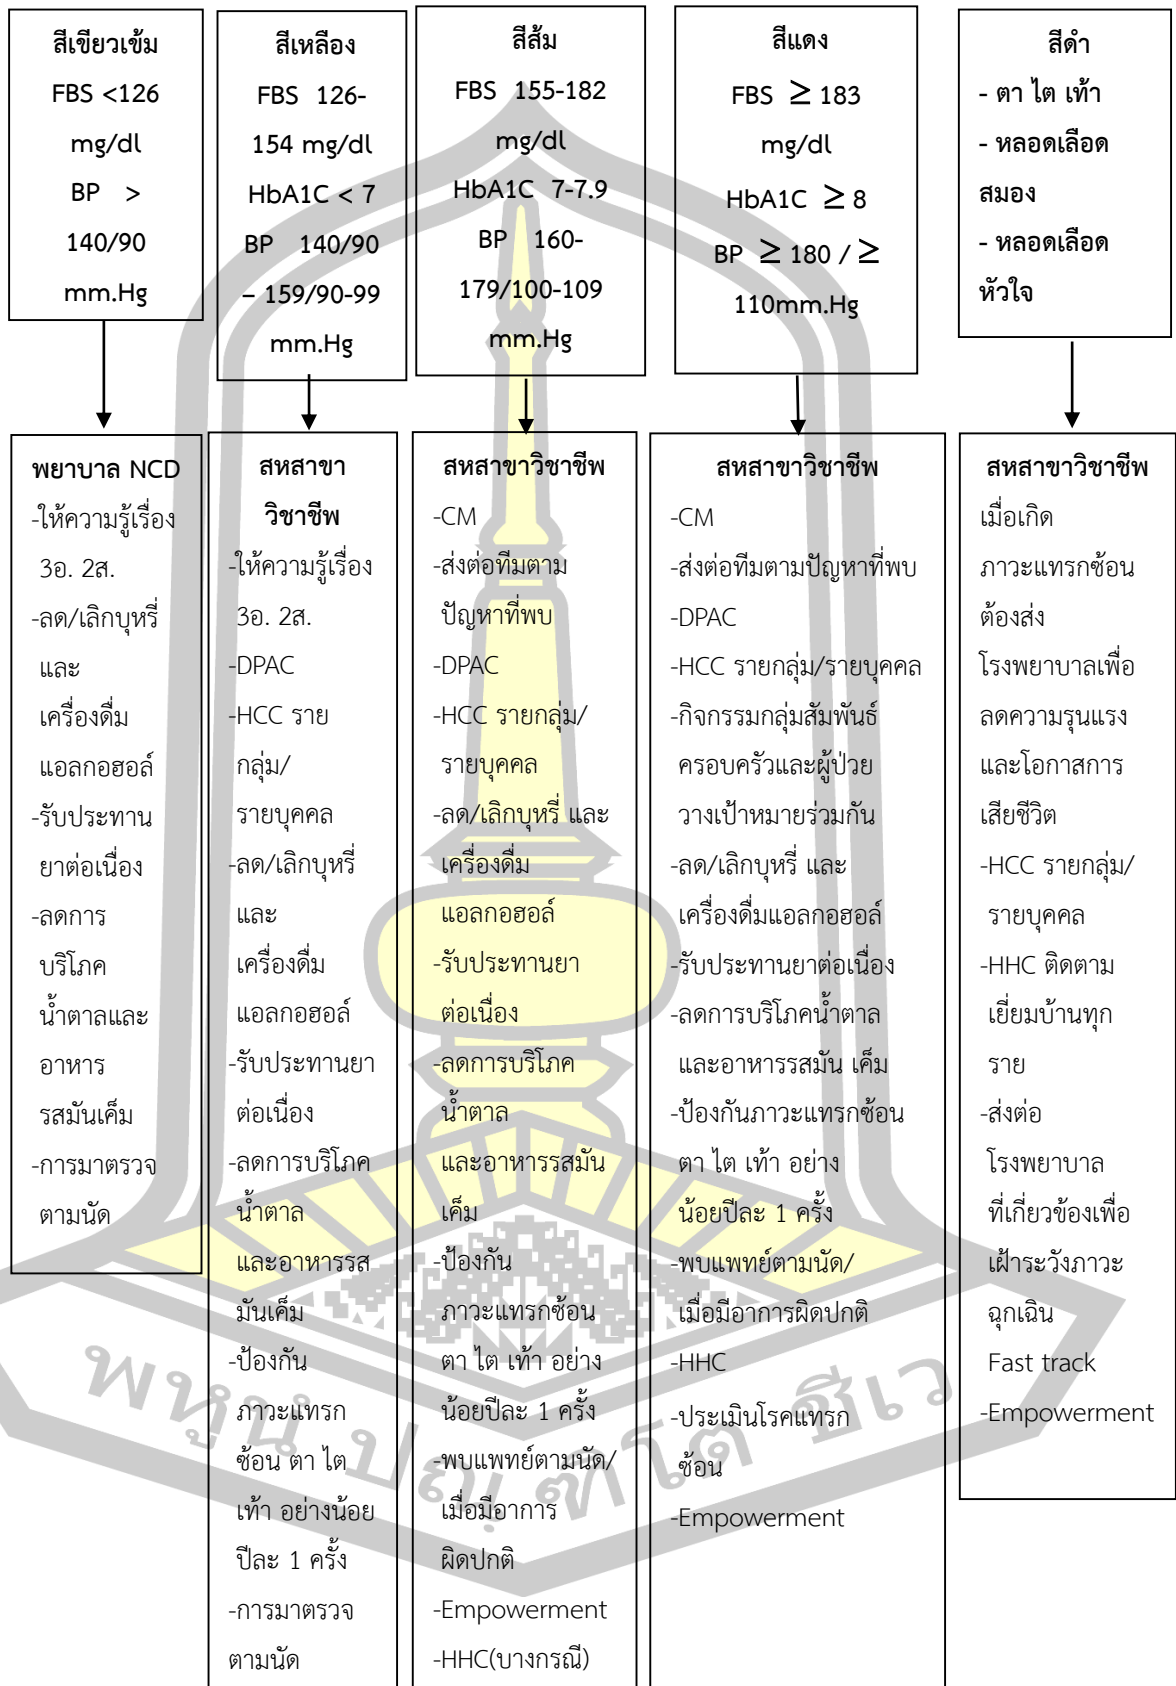 สีเขียวเข้ม
FBS <126
mg/dl
BP >
140/90
mm.Hg
สีเหลือง
FBS 126-
154 mg/dl
HbA1C < 7
BP 140/90
– 159/90-99
mm.Hg
สีส้ม
FBS 155-182
mg/dl
HbA1C 7-7.9
BP 160-
179/100-109
mm.Hg
สีแดง
FBS ≥ 183
mg/dl
HbA1C ≥ 8
BP ≥ 180 / ≥
110mm.Hg
สีดำ
- ตา ไต เท้า
- หลอดเลือด
สมอง
- หลอดเลือด
หัวใจ
พยาบาล NCD
-ให้ความรู้เรื่อง
3อ. 2ส.
-ลด/เลิกบุหรี่
และ
เครื่องดื่ม
แอลกอฮอล์
-รับประทาน
ยาต่อเนื่อง
-ลดการ
บริโภค
น้ำตาลและ
อาหาร
รสมันเค็ม
-การมาตรวจ
ตามนัด
สหสาขา
วิชาชีพ
-ให้ความรู้เรื่อง
3อ. 2ส.
-DPAC
-HCC ราย
กลุ่ม/
รายบุคคล
-ลด/เลิกบุหรี่
และ
เครื่องดื่ม
แอลกอฮอล์
-รับประทานยา
ต่อเนื่อง
-ลดการบริโภค
น้ำตาล
และอาหารรส
มันเค็ม
-ป้องกัน
ภาวะแทรก
ซ้อน ตา ไต
เท้า อย่างน้อย
ปีละ 1 ครั้ง
-การมาตรวจ
ตามนัด
สหสาขาวิชาชีพ
-CM
-ส่งต่อทีมตาม
ปัญหาที่พบ
-DPAC
-HCC รายกลุ่ม/
รายบุคคล
-ลด/เลิกบุหรี่ และ
เครื่องดื่ม
แอลกอฮอล์
-รับประทานยา
ต่อเนื่อง
-ลดการบริโภค
น้ำตาล
และอาหารรสมัน
เค็ม
-ป้องกัน
ภาวะแทรกซ้อน
ตา ไต เท้า อย่าง
น้อยปีละ 1 ครั้ง
-พบแพทย์ตามนัด/
เมื่อมีอาการ
ผิดปกติ
-Empowerment
-HHC(บางกรณี)
สหสาขาวิชาชีพ
-CM
-ส่งต่อทีมตามปัญหาที่พบ
-DPAC
-HCC รายกลุ่ม/รายบุคคล
-กิจกรรมกลุ่มสัมพันธ์
ครอบครัวและผู้ป่วย
วางเป้าหมายร่วมกัน
-ลด/เลิกบุหรี่ และ
เครื่องดื่มแอลกอฮอล์
-รับประทานยาต่อเนื่อง
-ลดการบริโภคน้ำตาล
และอาหารรสมัน เค็ม
-ป้องกันภาวะแทรกซ้อน
ตา ไต เท้า อย่าง
น้อยปีละ 1 ครั้ง
-พบแพทย์ตามนัด/
เมื่อมีอาการผิดปกติ
-HHC
-ประเมินโรคแทรก
ซ้อน
-Empowerment
สหสาขาวิชาชีพ
เมื่อเกิด
ภาวะแทรกซ้อน
ต้องส่ง
โรงพยาบาลเพื่อ
ลดความรุนแรง
และโอกาสการ
เสียชีวิต
-HCC รายกลุ่ม/
รายบุคคล
-HHC ติดตาม
เยี่ยมบ้านทุก
ราย
-ส่งต่อ
โรงพยาบาล
ที่เกี่ยวข้องเพื่อ
เฝ้าระวังภาวะ
ฉุกเฉิน
Fast track
-Empowerment
พหูนํ ปณฺฑิโต ชีเว